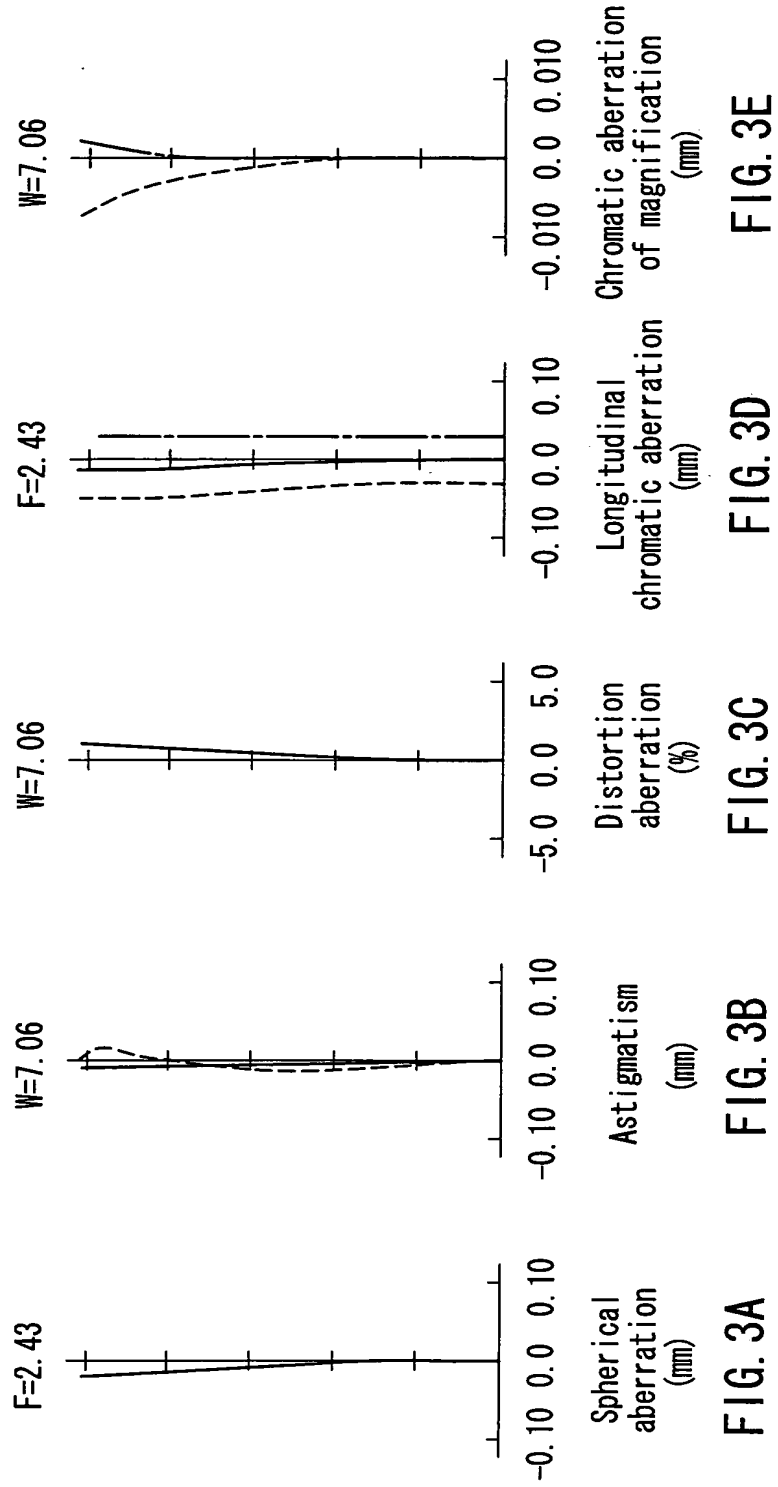 F=2.43
-0.10 0.0 0.10
Spherical
aberration
(mm)
FIG. 3A
W=7.06
-0.10 0.0 0.10
Astigmatism
(mm)
FIG. 3B
W=7.06
-5.0 0.0 5.0
Distortion
aberration
(%)
FIG. 3C
F=2.43
-0.10 0.0 0.10
Longitudinal
chromatic aberration
(mm)
FIG. 3D
W=7.06
-0.010 0.0 0.010
Chromatic aberration
of magnification
(mm)
FIG. 3E